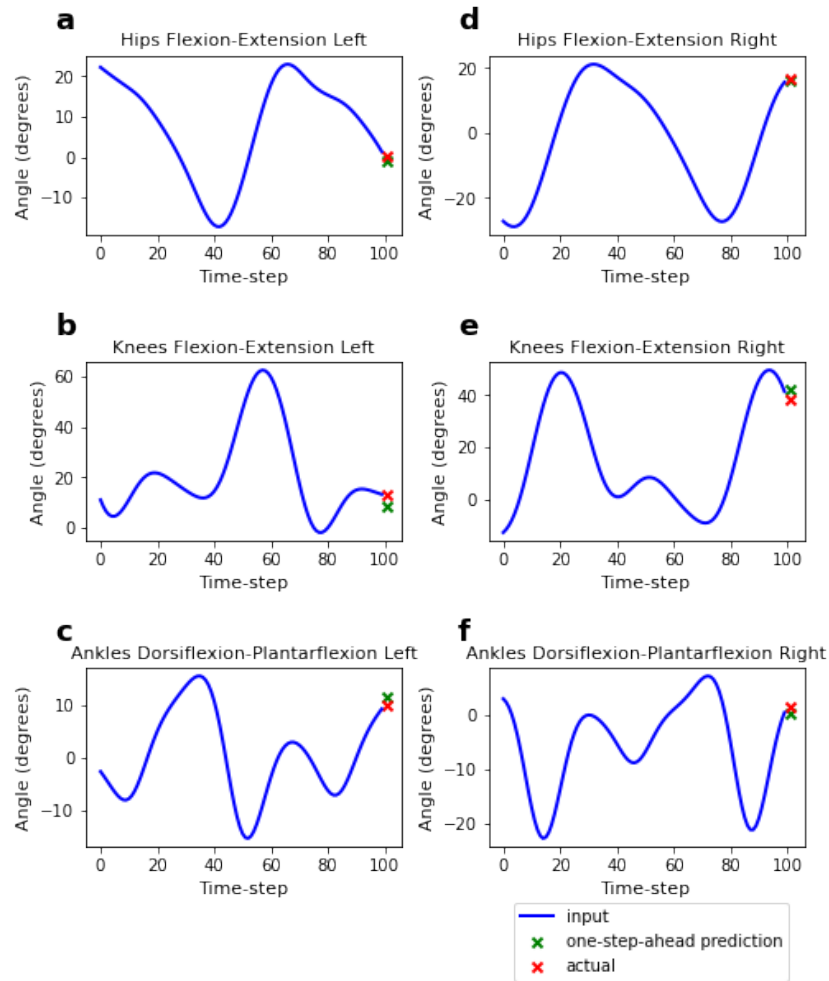 a
Hips Flexion-Extension Left
Angle (degrees)
20
10
0
−10
0 20 40 60 80 100
Time-step
d
Hips Flexion-Extension Right
Angle (degrees)
20
0
−20
0 20 40 60 80 100
Time-step
b
Knees Flexion-Extension Left
Angle (degrees)
60
40
20
0
0 20 40 60 80 100
Time-step
e
Knees Flexion-Extension Right
Angle (degrees)
40
20
0
0 20 40 60 80 100
Time-step
c
Ankles Dorsiflexion-Plantarflexion Left
Angle (degrees)
10
0
−10
0 20 40 60 80 100
Time-step
f
Ankles Dorsiflexion-Plantarflexion Right
Angle (degrees)
0
−10
−20
0 20 40 60 80 100
Time-step
input
one-step-ahead prediction
actual